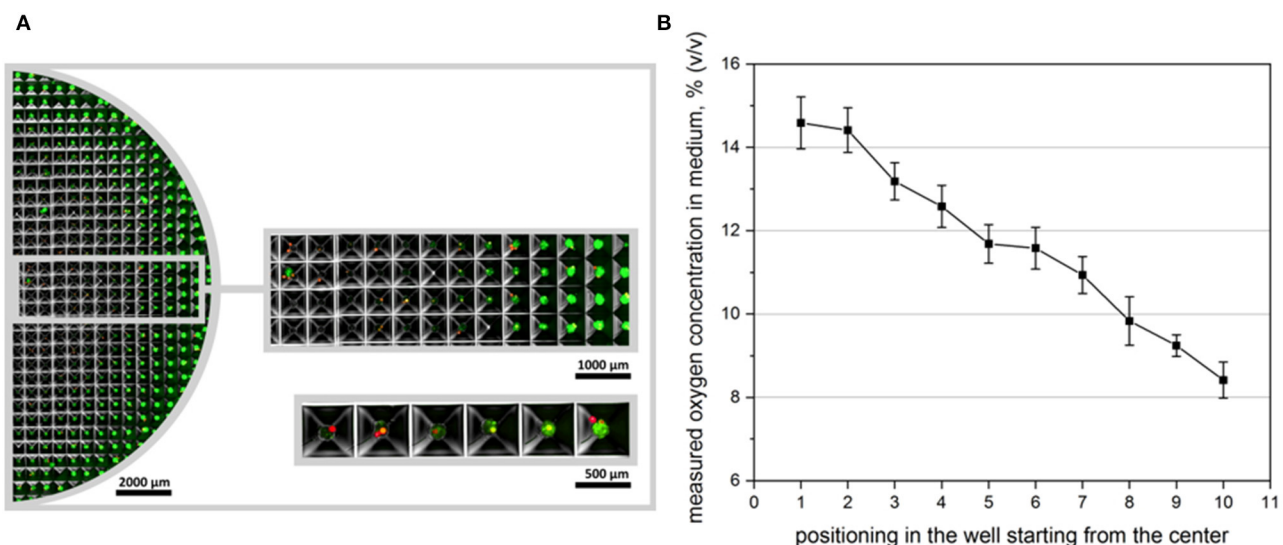 A
2000 µm
1000 µm
500 µm
B
measured oxygen concentration in medium, % (v/v)
16
14
12
10
8
6
0 1 2 3 4 5 6 7 8 9 10 11
positioning in the well starting from the center